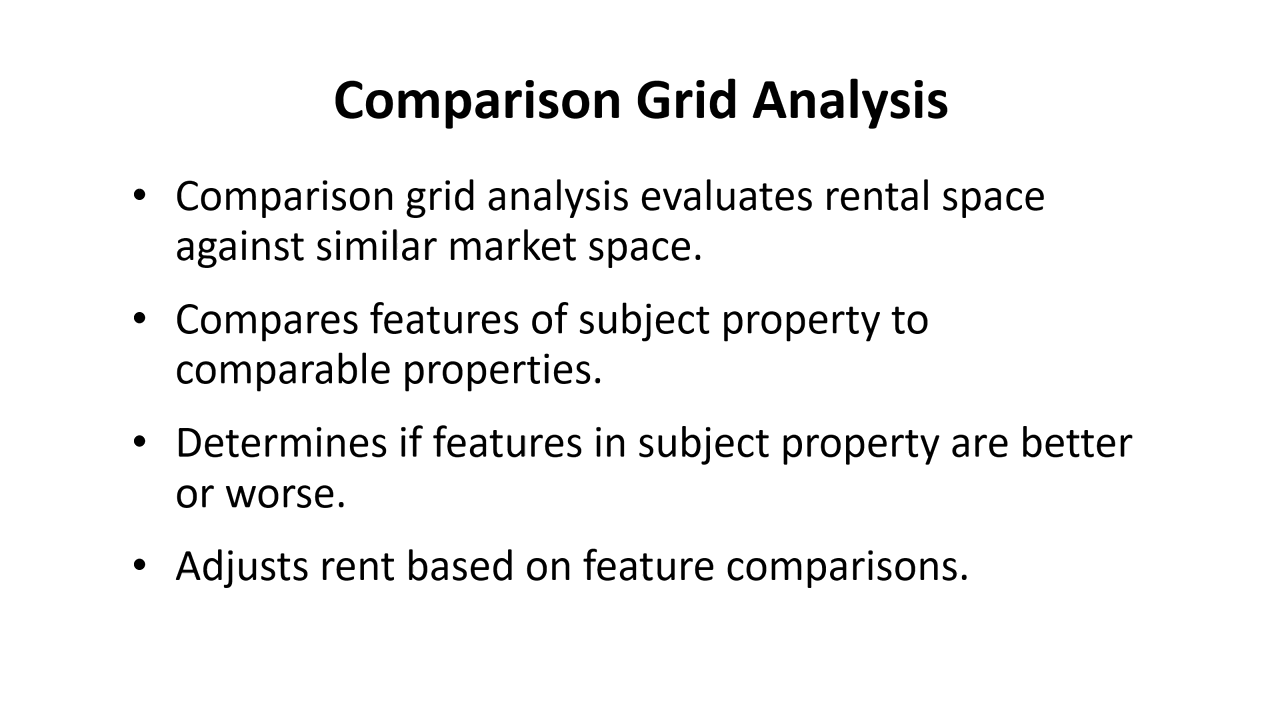 Comparison Grid Analysis
• Comparison grid analysis evaluates rental space
against similar market space.
• Compares features of subject property to
comparable properties.
• Determines if features in subject property are better
or worse.
• Adjusts rent based on feature comparisons.